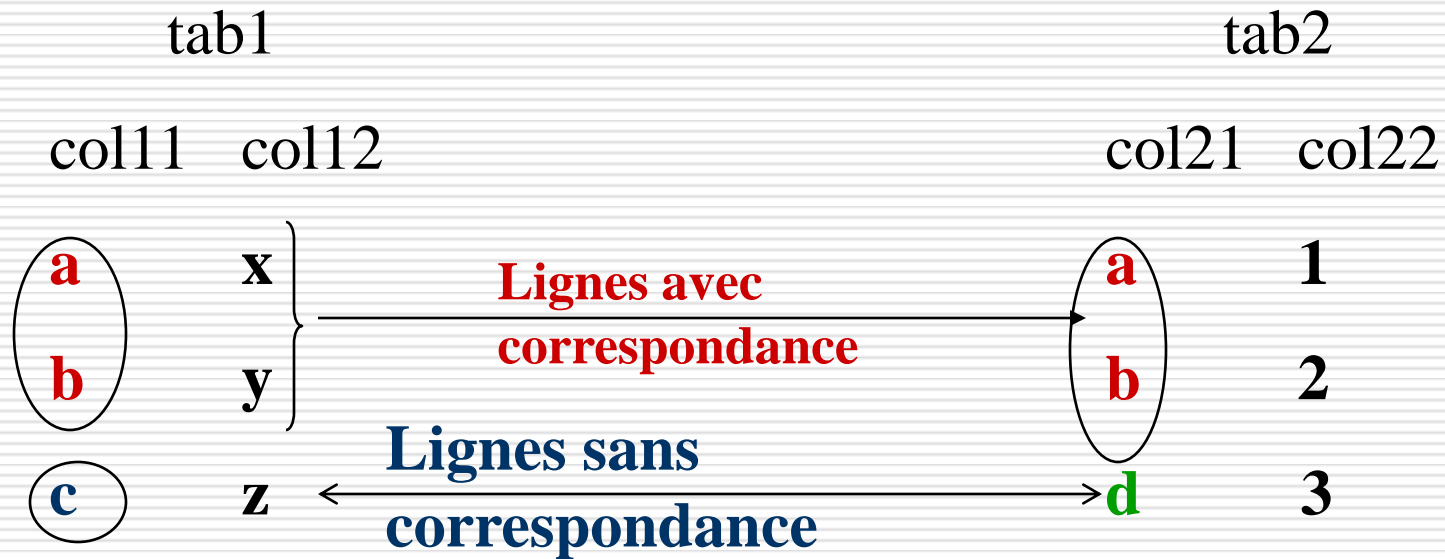 tab1 tab2
col11 col12 col21 col22
a x a 1
Lignes avec
correspondance
b y b 2
Lignes sans
c z d 3
correspondance